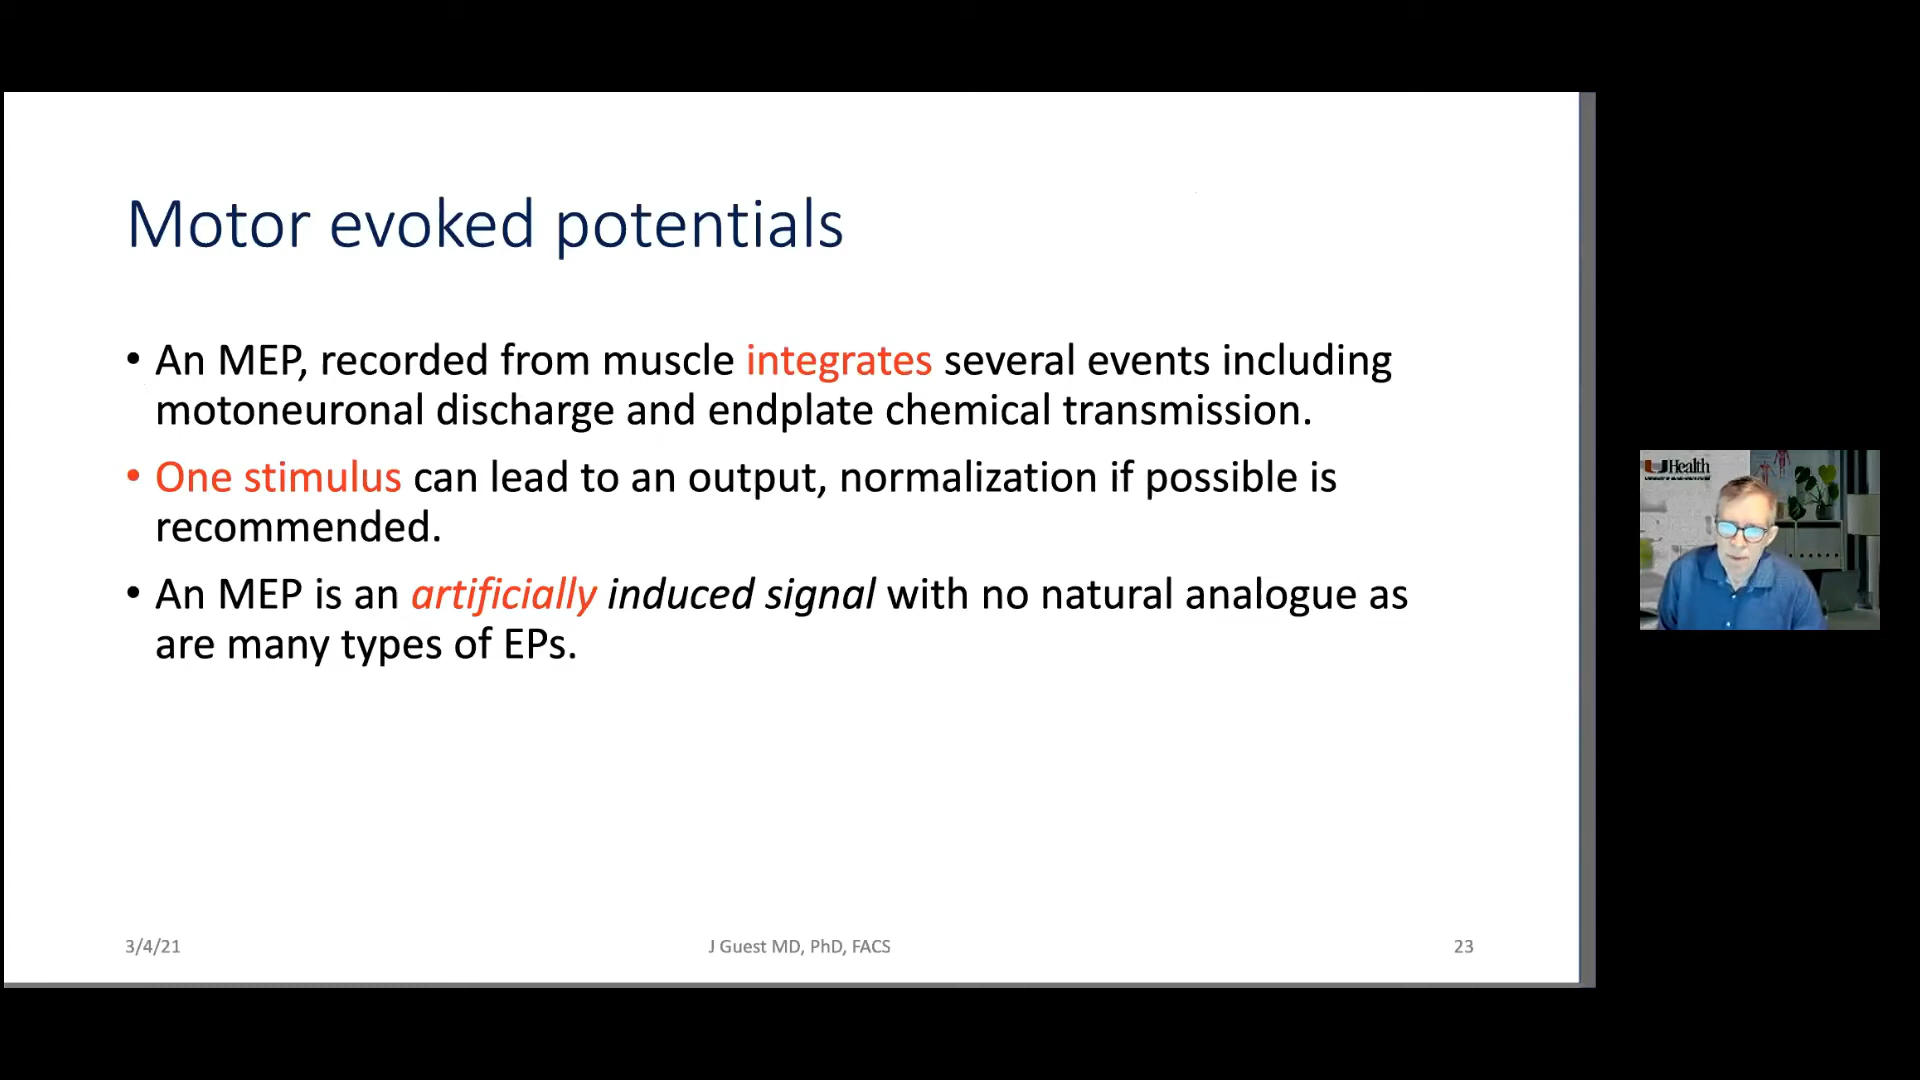 Motor evoked potentials
• An MEP, recorded from muscle integrates several events including
motoneuronal discharge and endplate chemical transmission.
• One stimulus can lead to an output, normalization if possible is
recommended.
• An MEP is an artificially induced signal with no natural analogue as
are many types of EPs.
3/4/21
J Guest MD, PhD, FACS
23
UHealth